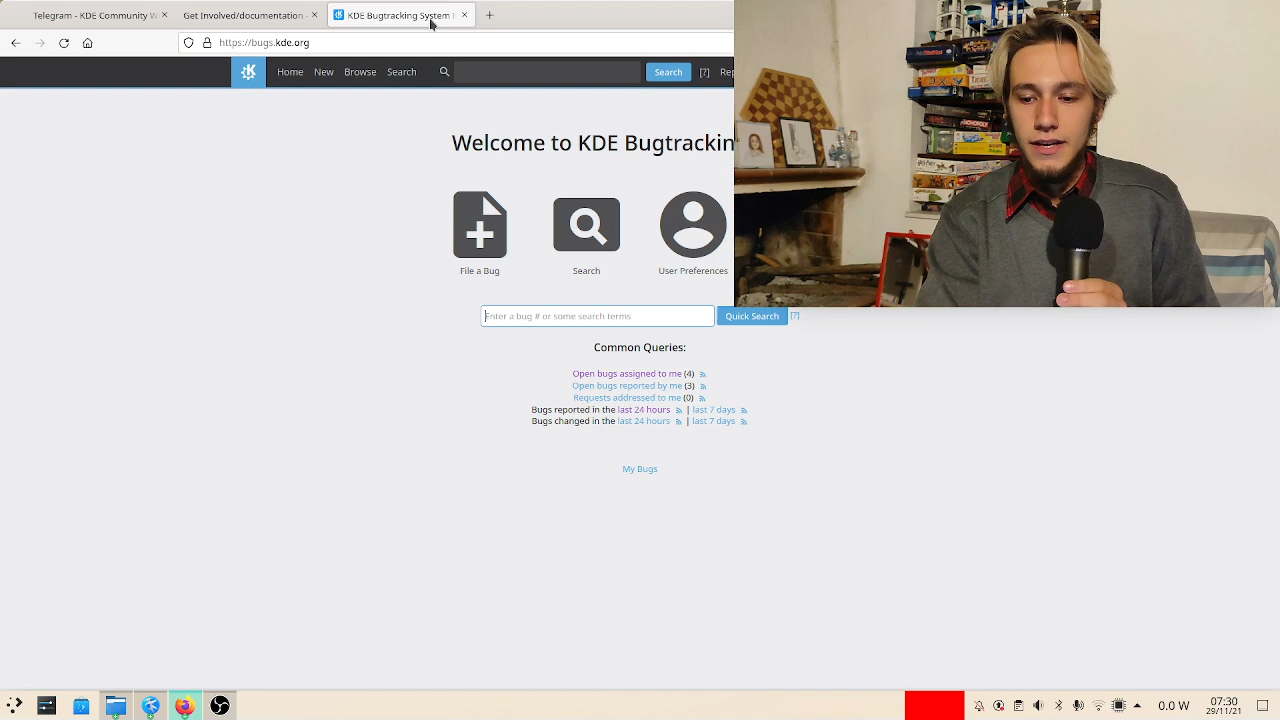 Telegram - KDE Community W
Get Involved/documen
KDE Bugtracking System
https://bugs.kde.org
Home New Browse Search
Search [?] Rep
Welcome to KDE Bugtrackin
File a Bug
Search
User Preferences
Enter a bug # or some search terms
Quick Search [?]
Common Queries:
Open bugs assigned to me (4)
Open bugs reported by me (3)
Requests addressed to me (0)
Bugs reported in the last 24 hours | last 7 days
Bugs changed in the last 24 hours | last 7 days
My Bugs
MONOPOLY
0.0 W
07:30
29/11/21